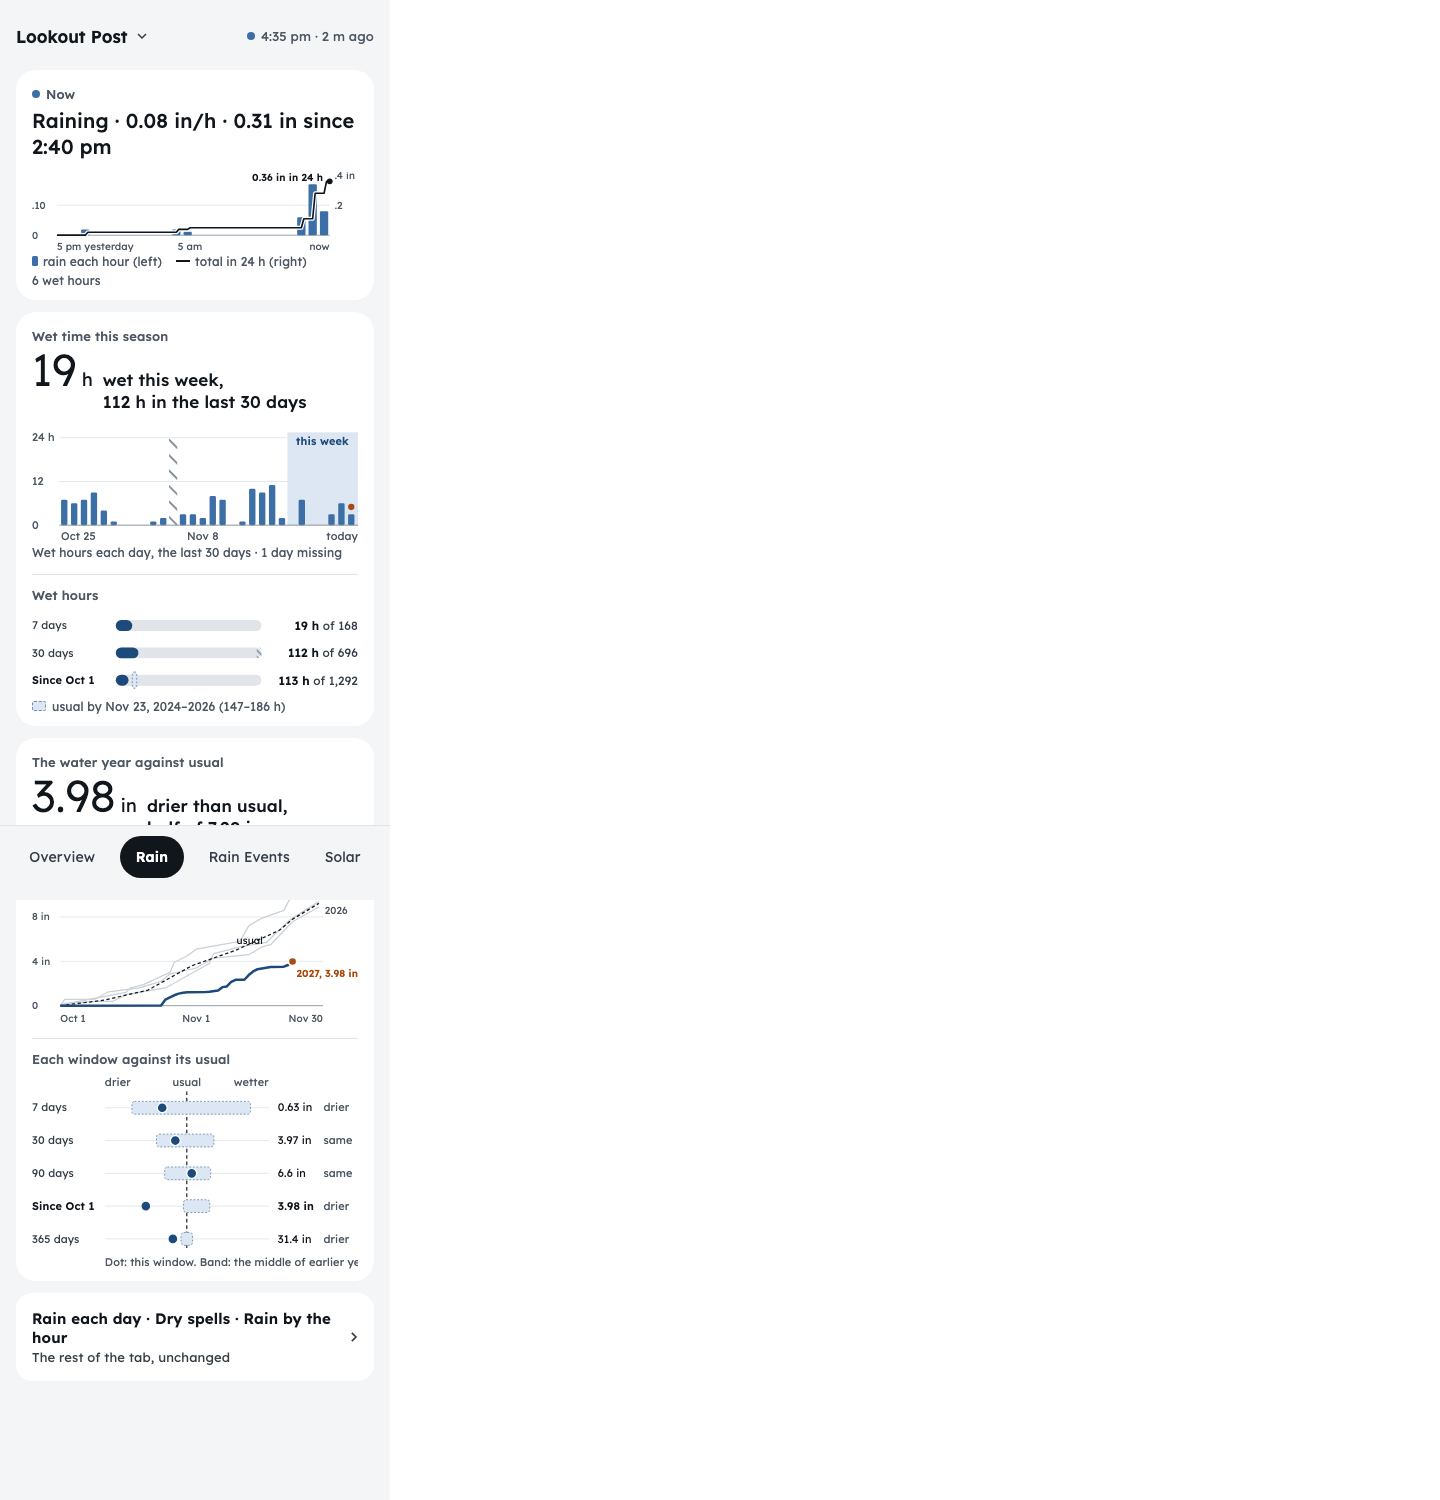 Lookout Post
4:35 pm · 2 m ago
Now
Raining · 0.08 in/h · 0.31 in since
2:40 pm
0.36 in in 24 h
.4 in
.10
.2
0
5 pm yesterday
5 am
now
rain each hour (left)
total in 24 h (right)
6 wet hours
Wet time this season
19 h wet this week,
112 h in the last 30 days
24 h
this week
12
0
Oct 25
Nov 8
today
Wet hours each day, the last 30 days · 1 day missing
Wet hours
7 days
19 h of 168
30 days
112 h of 696
Since Oct 1
113 h of 1,292
usual by Nov 23, 2024–2026 (147–186 h)
The water year against usual
3.98 in drier than usual,
Overview
Rain
Rain Events
Solar
8 in
2026
usual
4 in
2027, 3.98 in
0
Oct 1
Nov 1
Nov 30
Each window against its usual
drier
usual
wetter
7 days
0.63 in
drier
30 days
3.97 in
same
90 days
6.6 in
same
Since Oct 1
3.98 in
drier
365 days
31.4 in
drier
Dot: this window. Band: the middle of earlier ye
Rain each day · Dry spells · Rain by the
hour
The rest of the tab, unchanged